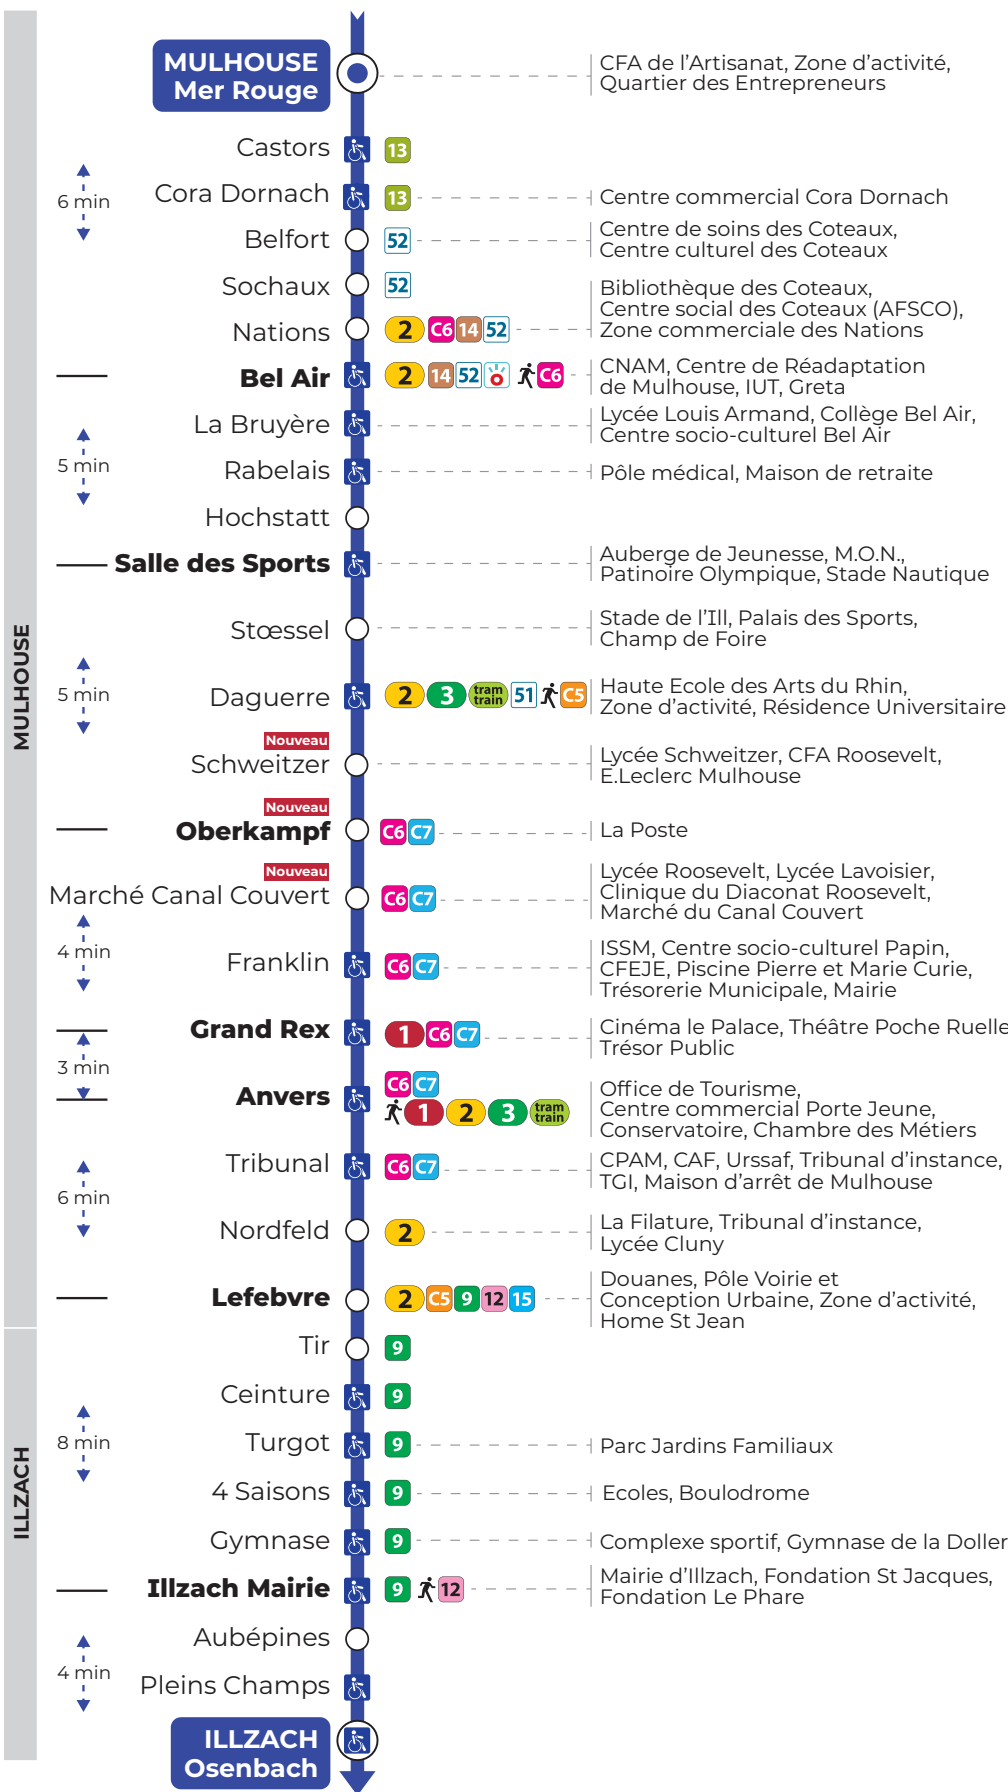 MULHOUSE
Mer Rouge
CFA de l'Artisanat, Zone d'activité,
Quartier des Entrepreneurs
Castors 13
6 min
Cora Dornach 13 Centre commercial Cora Dornach
Belfort 52 Centre de soins des Coteaux,
Centre culturel des Coteaux
Sochaux 52
Bibliothèque des Coteaux,
Centre social des Coteaux (AFSCO),
Zone commerciale des Nations
Nations 2 C6 14 52
Bel Air 2 14 52 C6
CNAM, Centre de Réadaptation
de Mulhouse, IUT, Greta
La Bruyère
Lycée Louis Armand, Collège Bel Air,
Centre socio-culturel Bel Air
5 min
Rabelais Pôle médical, Maison de retraite
Hochstatt
Salle des Sports
Auberge de Jeunesse, M.O.N.,
Patinoire Olympique, Stade Nautique
MULHOUSE
Stœssel
Stade de l'Ill, Palais des Sports,
Champ de Foire
5 min
Daguerre 2 3 tram
train 51 C5
Haute Ecole des Arts du Rhin,
Zone d'activité, Résidence Universitaire
Nouveau
Schweitzer
Lycée Schweitzer, CFA Roosevelt,
E.Leclerc Mulhouse
Nouveau
Oberkampf C6 C7 La Poste
Nouveau
Marché Canal Couvert C6 C7
Lycée Roosevelt, Lycée Lavoisier,
Clinique du Diaconat Roosevelt,
Marché du Canal Couvert
4 min
Franklin C6 C7
ISSM, Centre socio-culturel Papin,
CFEJE, Piscine Pierre et Marie Curie,
Trésorerie Municipale, Mairie
Grand Rex 1 C6 C7
Cinéma le Palace, Théâtre Poche Ruelle
Trésor Public
3 min
Anvers C6 C7
1 2 3 tram
train
Office de Tourisme,
Centre commercial Porte Jeune,
Conservatoire, Chambre des Métiers
Tribunal C6 C7
CPAM, CAF, Urssaf, Tribunal d'instance,
TGI, Maison d'arrêt de Mulhouse
6 min
Nordfeld 2
La Filature, Tribunal d'instance,
Lycée Cluny
Lefebvre 2 C5 9 12 15
Douanes, Pôle Voirie et
Conception Urbaine, Zone d'activité,
Home St Jean
Tir 9
Ceinture 9
8 min
Turgot 9 Parc Jardins Familiaux
ILLZACH
4 Saisons 9 Ecoles, Boulodrome
Gymnase 9 Complexe sportif, Gymnase de la Doller
Illzach Mairie 9 12
Mairie d'Illzach, Fondation St Jacques,
Fondation Le Phare
Aubépines
4 min
Pleins Champs
ILLZACH
Osenbach